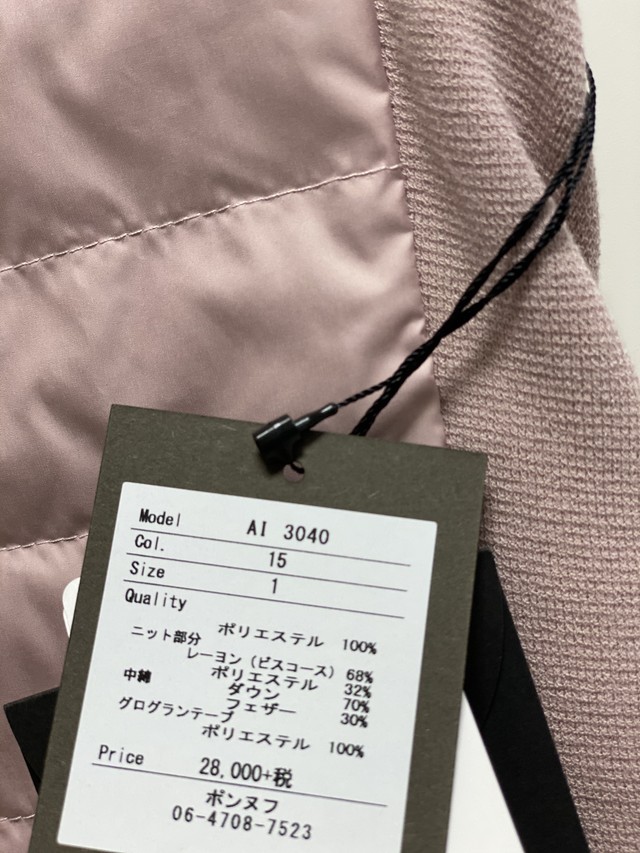 Model AI 3040
Col. 15
Size 1
Quality
ポリエステル 100%
ニット部分
レーヨン (ビスコース) 68%
ポリエステル 32%
中綿
ダウン 70%
フェザー 30%
グログランテープ
ポリエステル 100%
Price 28,000+税
ポンヌフ
06-4708-7523